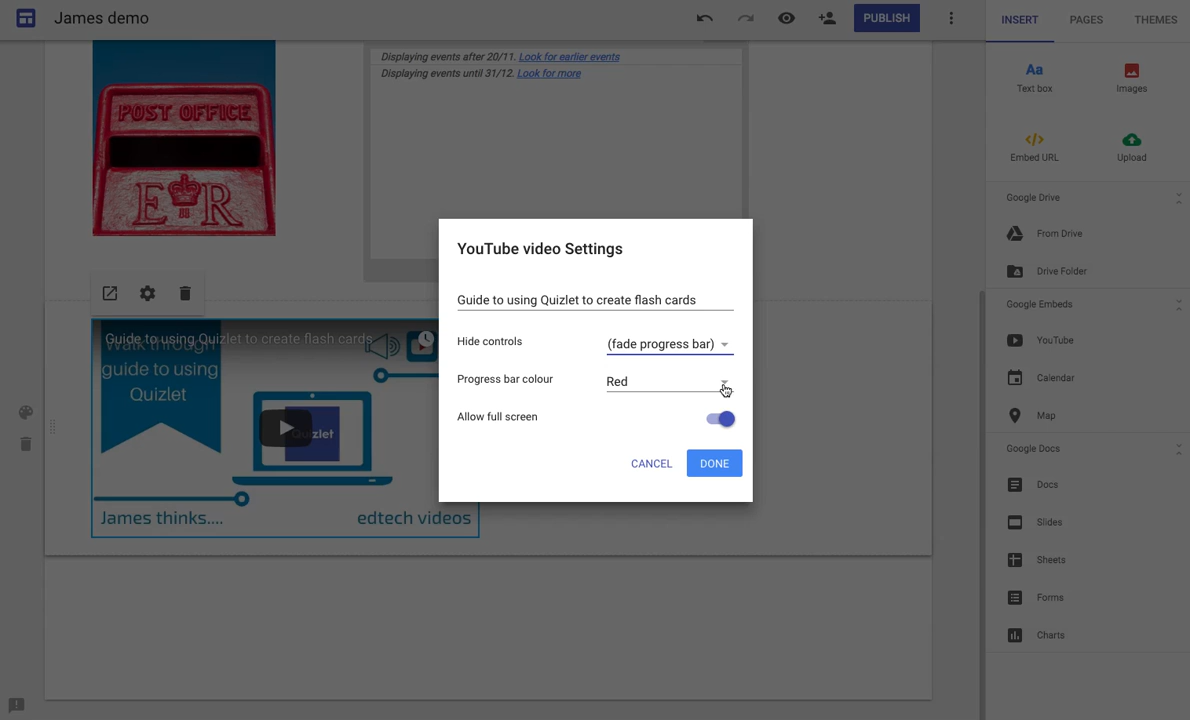 James demo
PUBLISH
INSERT
PAGES
THEMES
Displaying events after 20/11. Look for earlier events
Displaying events until 31/12. Look for more
POST OFFICE
E R
Aa
Text box
Images
Embed URL
Upload
Google Drive
From Drive
Drive Folder
Google Embeds
YouTube
Calendar
Map
Google Docs
Docs
Slides
Sheets
Forms
Charts
YouTube video Settings
Guide to using Quizlet to create flash cards
Hide controls
(fade progress bar)
Progress bar colour
Red
Allow full screen
CANCEL
DONE
Guide to using Quizlet to create flash cards
Walk through
guide to using
Quizlet
Quizlet
James thinks....
edtech videos